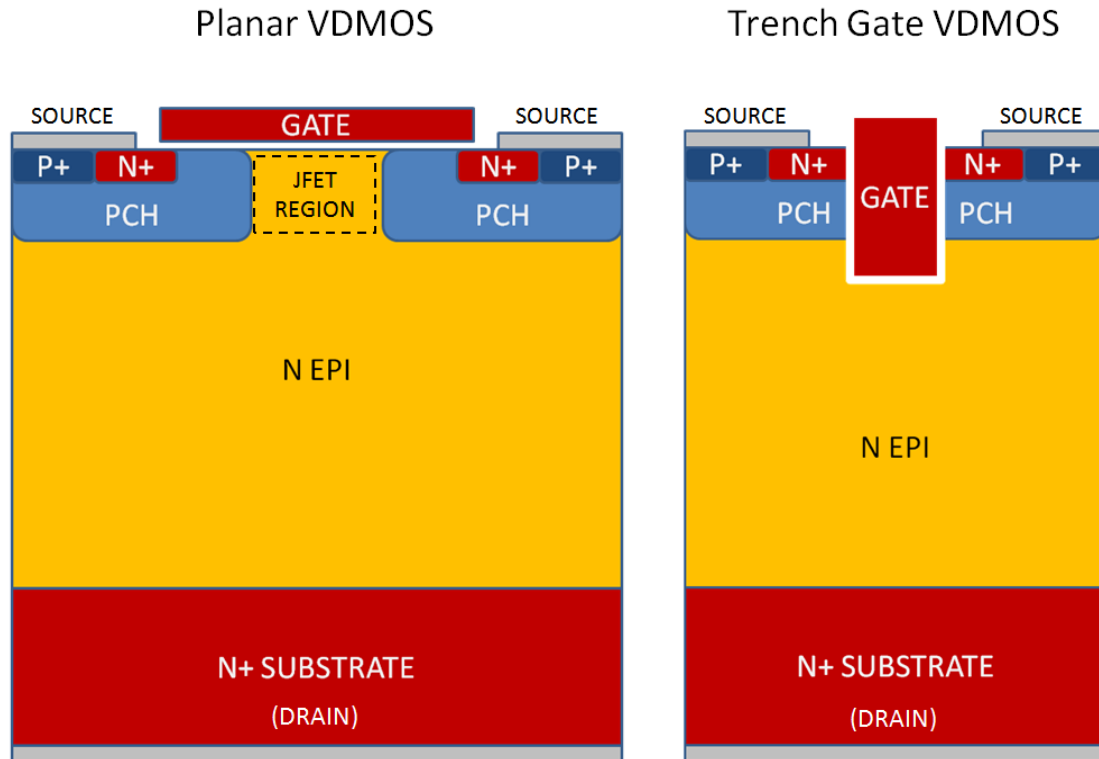 Planar VDMOS
SOURCE
GATE
SOURCE
P+
N+
JFET
REGION
N+
P+
PCH
PCH
N EPI
N+ SUBSTRATE
(DRAIN)
Trench Gate VDMOS
SOURCE
SOURCE
P+
N+
GATE
N+
P+
PCH
PCH
N EPI
N+ SUBSTRATE
(DRAIN)